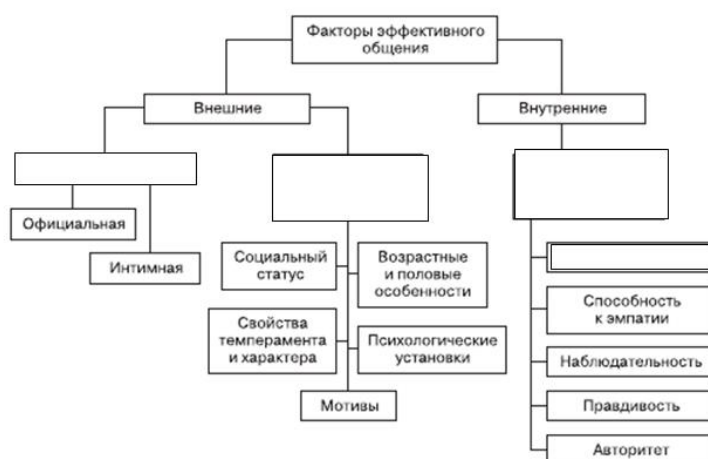 Факторы эффективного
общения
Внешние
Внутренние
Официальная
Интимная
Социальный
статус
Возрастные
и половые
особенности
Свойства
темперамента
и характера
Психологические
установки
Мотивы
Способность
к эмпатии
Наблюдательность
Правдивость
Авторитет